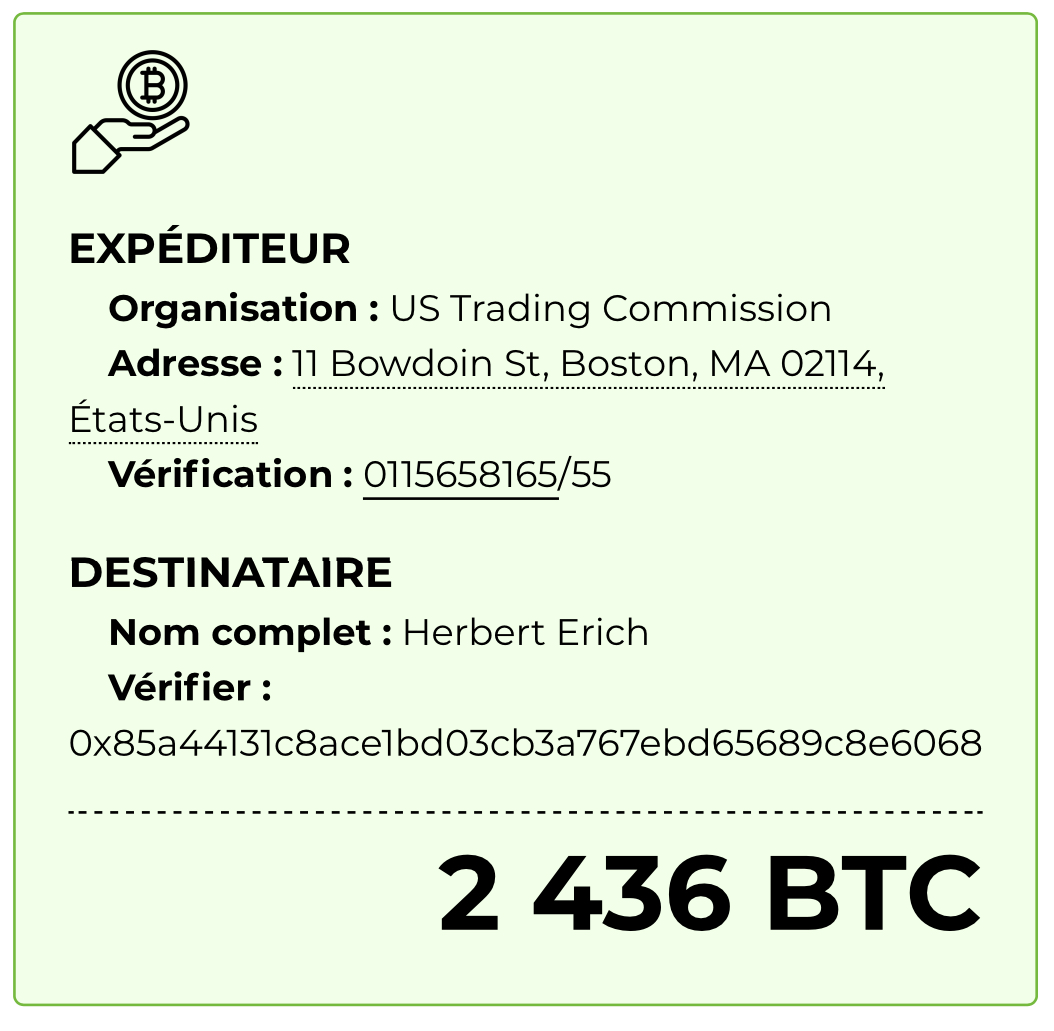 EXPÉDITEUR
Organisation : US Trading Commission
Adresse : 11 Bowdoin St, Boston, MA 02114,
États-Unis
Vérification : 0115658165/55
DESTINATAIRE
Nom complet : Herbert Erich
Vérifier :
0x85a44131c8ace1bd03cb3a767ebd65689c8e6068
2 436 BTC